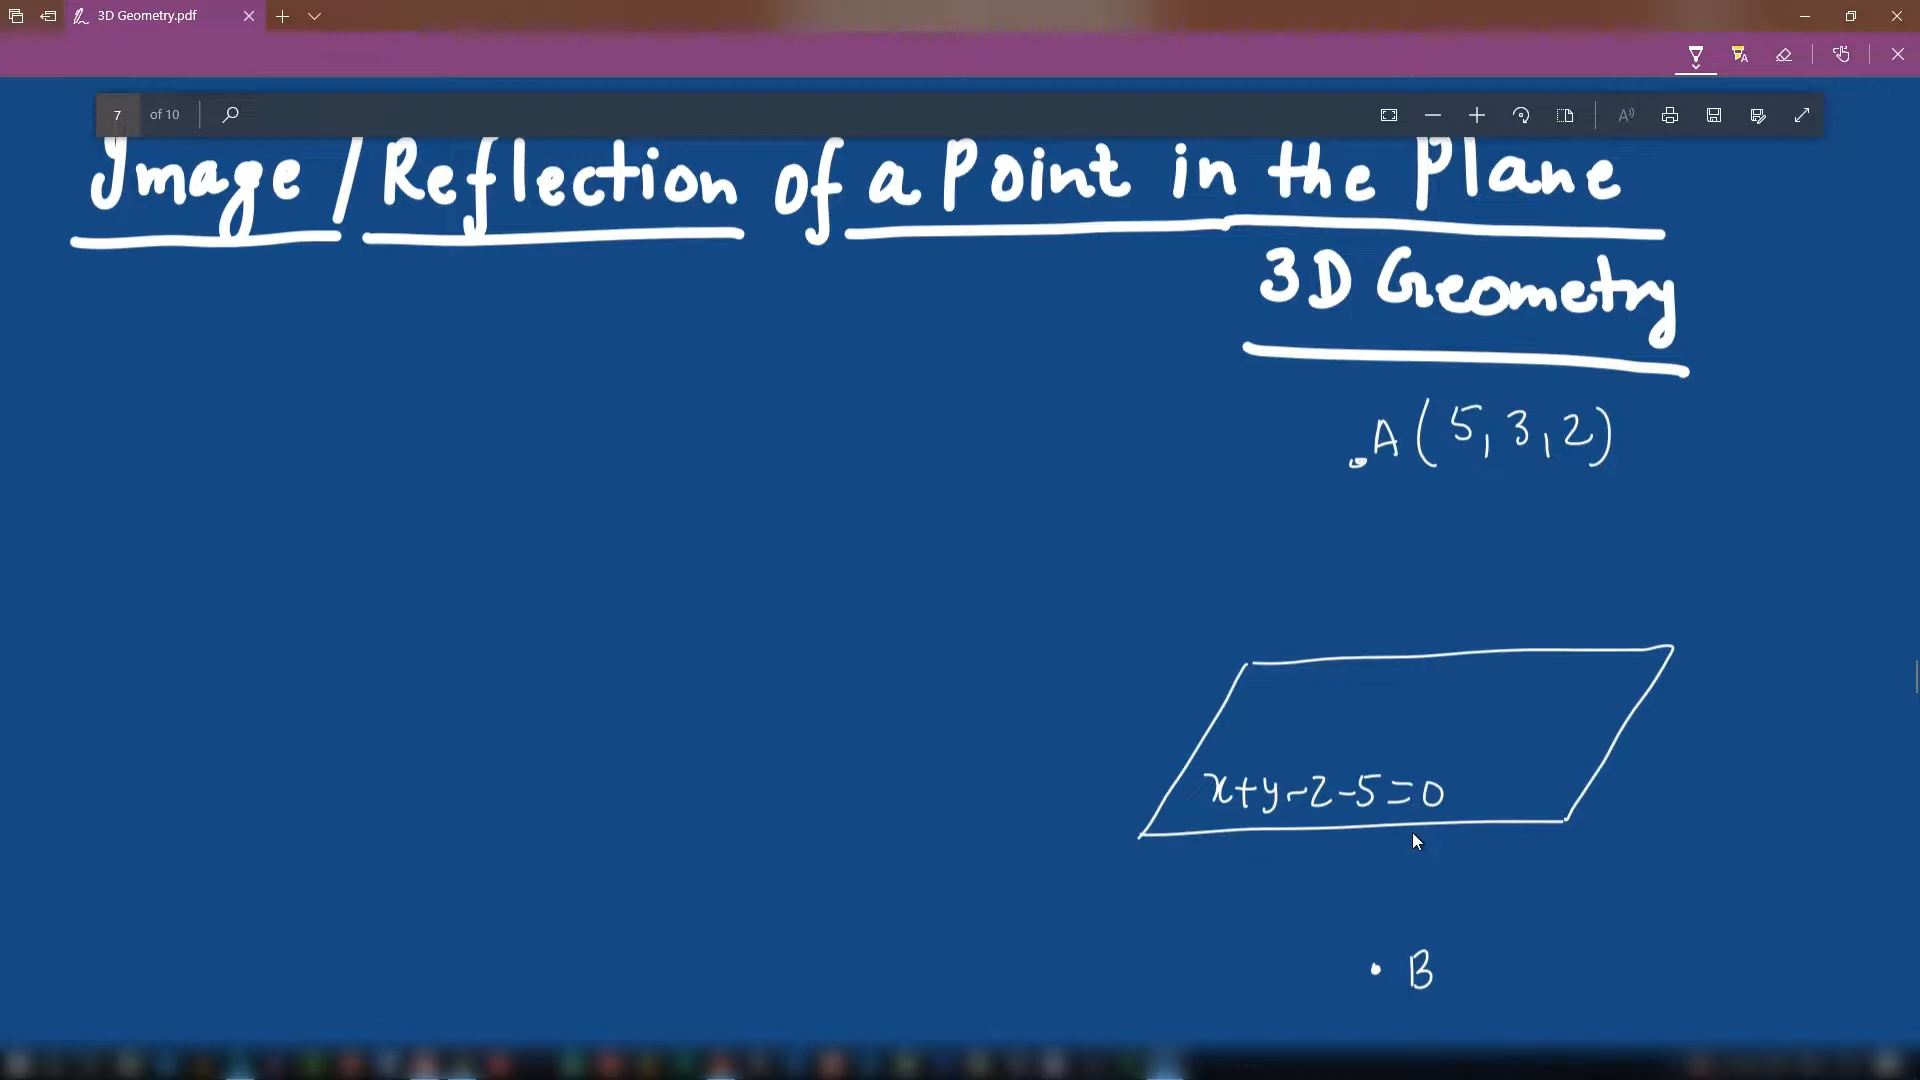 3D Geometry.pdf
7 of 10
Image / Reflection of a Point in the Plane
3D Geometry
A (5, 3, 2)
x+y-z-5=0
B